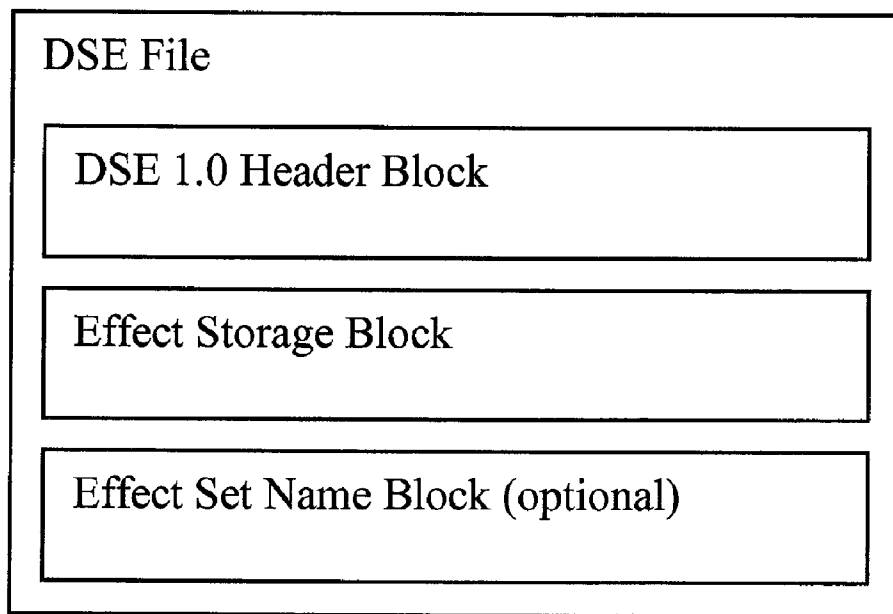 DSE File
DSE 1.0 Header Block
Effect Storage Block
Effect Set Name Block (optional)